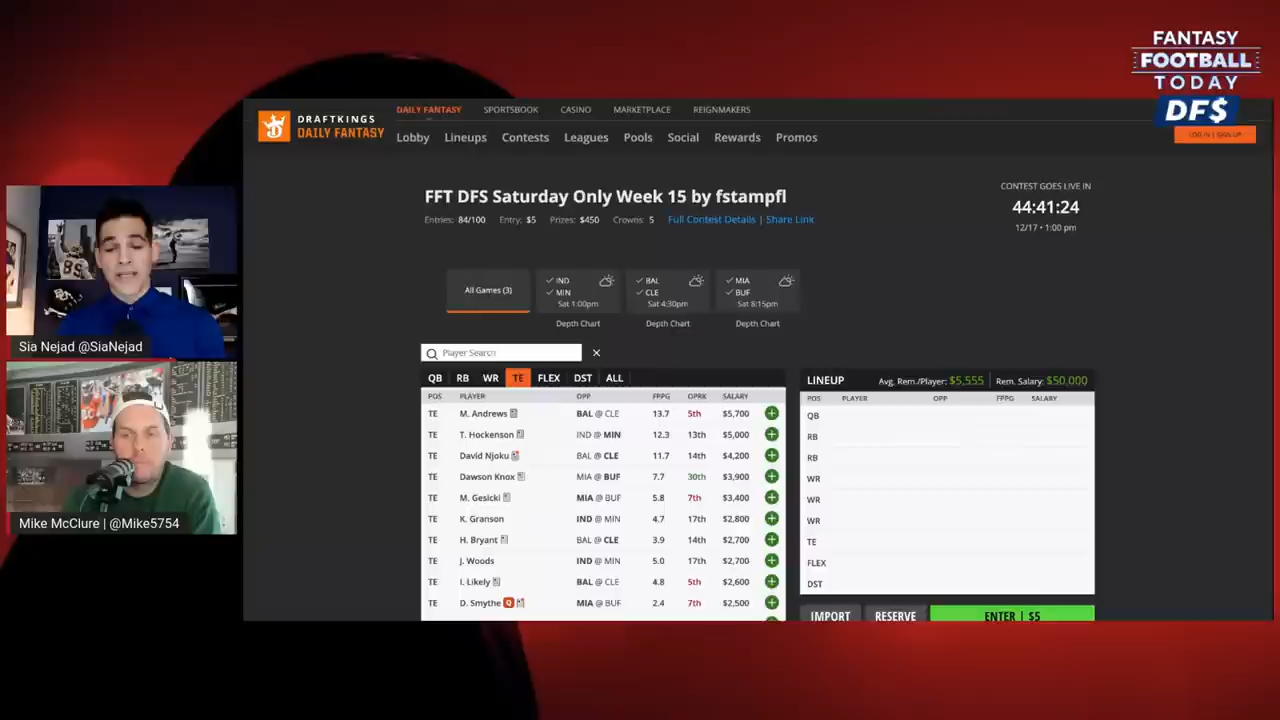 FANTASY
FOOTBALL
TODAY
DF$
DRAFTKINGS
DAILY FANTASY
DAILY FANTASY SPORTSBOOK CASINO MARKETPLACE REIGNMAKERS
Lobby Lineups Contests Leagues Pools Social Rewards Promos
LOG IN | SIGN UP
FFT DFS Saturday Only Week 15 by fstampfl
Entries: 84/100 Entry: $5 Prizes: $450 Crowns: 5 Full Contest Details | Share Link
CONTEST GOES LIVE IN
44:41:24
12/17 • 1:00 pm
All Games (3)
IND
MIN
Sat 1:00pm
Depth Chart
BAL
CLE
Sat 4:30pm
Depth Chart
MIA
BUF
Sat 8:15pm
Depth Chart
Player Search
QB RB WR TE FLEX DST ALL
POS PLAYER OPP FPPG OPRK SALARY
TE M. Andrews BAL @ CLE 13.7 5th $5,700
TE T. Hockenson IND @ MIN 12.3 13th $5,000
TE David Njoku BAL @ CLE 11.7 14th $4,200
TE Dawson Knox MIA @ BUF 7.7 30th $3,900
TE M. Gesicki MIA @ BUF 5.8 7th $3,400
TE K. Granson IND @ MIN 4.7 17th $2,800
TE H. Bryant BAL @ CLE 3.9 14th $2,700
TE J. Woods IND @ MIN 5.0 17th $2,700
TE I. Likely BAL @ CLE 4.8 5th $2,600
TE D. Smythe Q MIA @ BUF 2.4 7th $2,500
LINEUP Avg. Rem./Player: $5,555 Rem. Salary: $50,000
POS PLAYER OPP FPPG SALARY
QB
RB
RB
WR
WR
WR
TE
FLEX
DST
IMPORT RESERVE ENTER | $5
89
Sia Nejad @SiaNejad
Mike McClure | @Mike5754